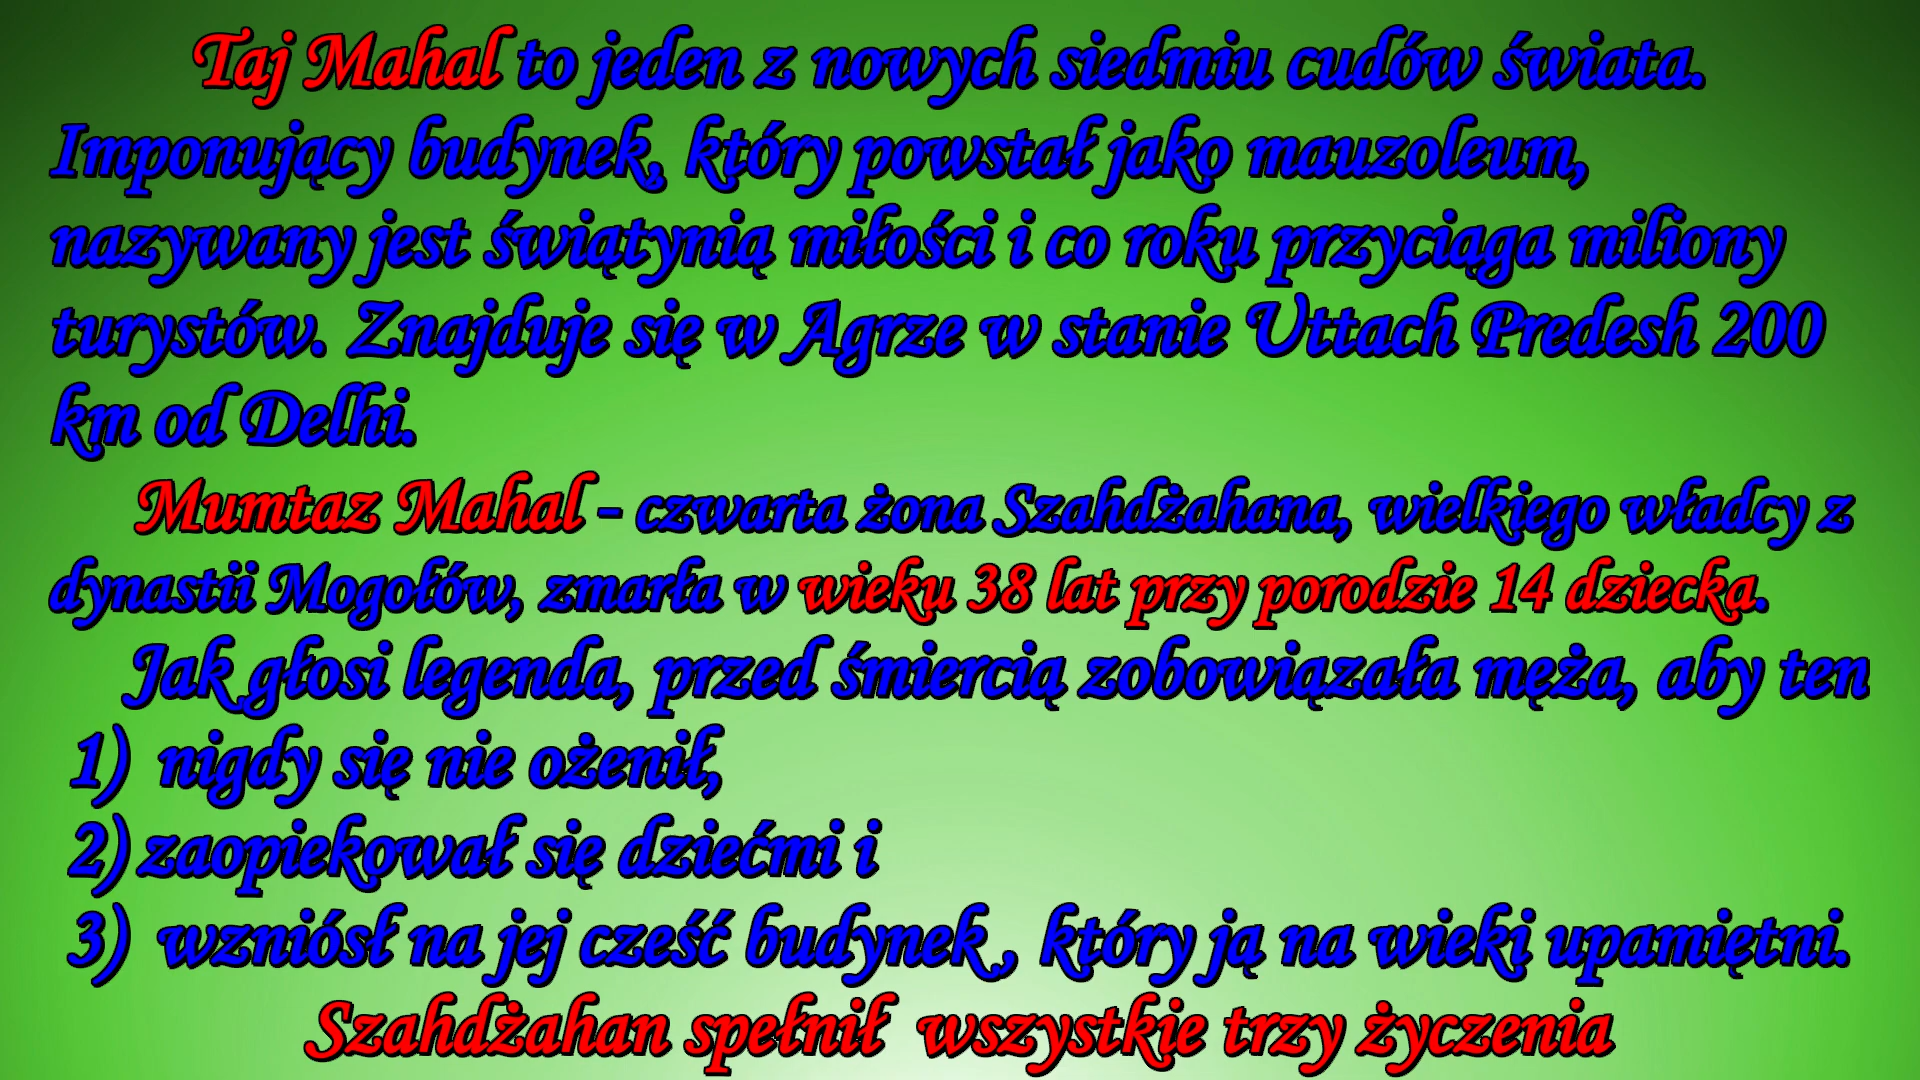 Taj Mahal to jeden z nowych siedmiu cudów świata.
Imponujący budynek, który powstał jako mauzoleum,
nazywany jest świątynią miłości i co roku przyciąga miliony
turystów. Znajduje się w Agrze w stanie Uttach Predesh 200
km od Delhi.
Mumtaz Mahal - czwarta żona Szahdżahana, wielkiego władcy z
dynastii Mogołów, zmarła w wieku 38 lat przy porodzie 14 dziecka.
Jak głosi legenda, przed śmiercią zobowiązała męża, aby ten
1) nigdy się nie ożenił,
2) zaopiekował się dziećmi i
3) wzniósł na jej cześć budynek , który ją na wieki upamiętni.
Szahdżahan spełnił wszystkie trzy życzenia